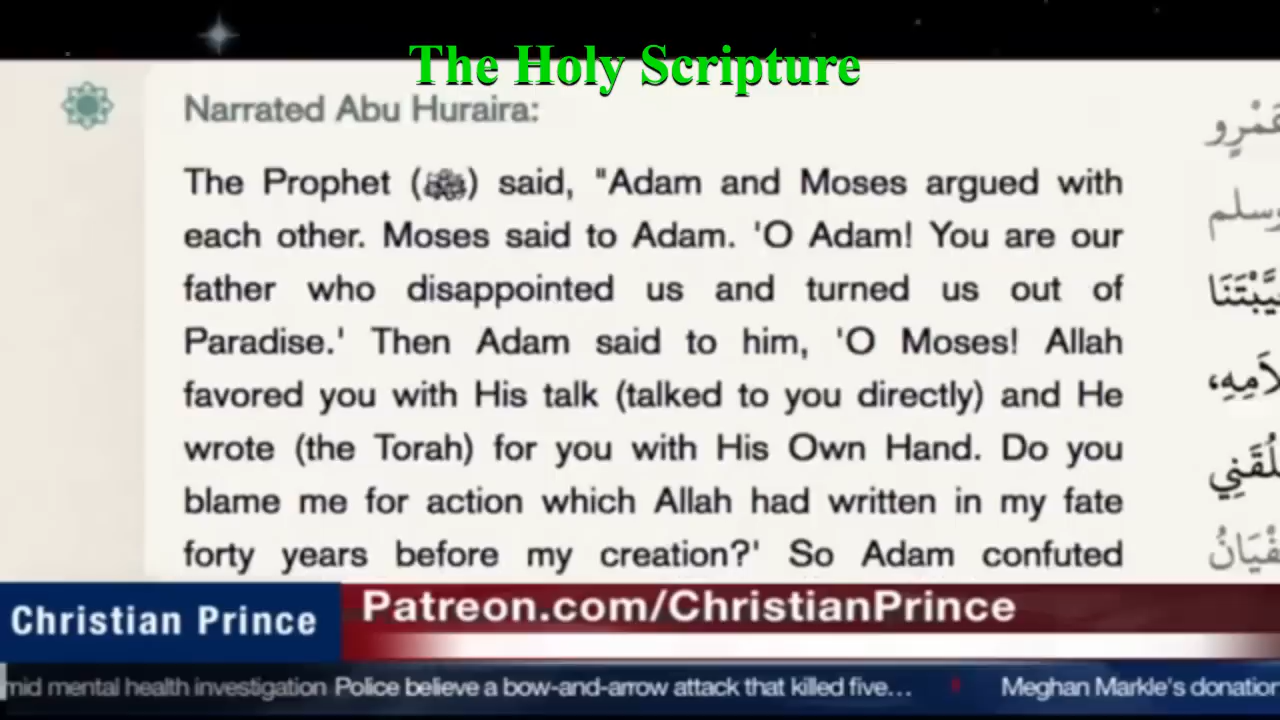 The Holy Scripture
Narrated Abu Huraira:
The Prophet (ﷺ) said, "Adam and Moses argued with
each other. Moses said to Adam. 'O Adam! You are our
father who disappointed us and turned us out of
Paradise.' Then Adam said to him, 'O Moses! Allah
favored you with His talk (talked to you directly) and He
wrote (the Torah) for you with His Own Hand. Do you
blame me for action which Allah had written in my fate
forty years before my creation?' So Adam confuted
Christian Prince
Patreon.com/ChristianPrince
mid mental health investigation Police believe a bow-and-arrow attack that killed five... Meghan Markle's donation